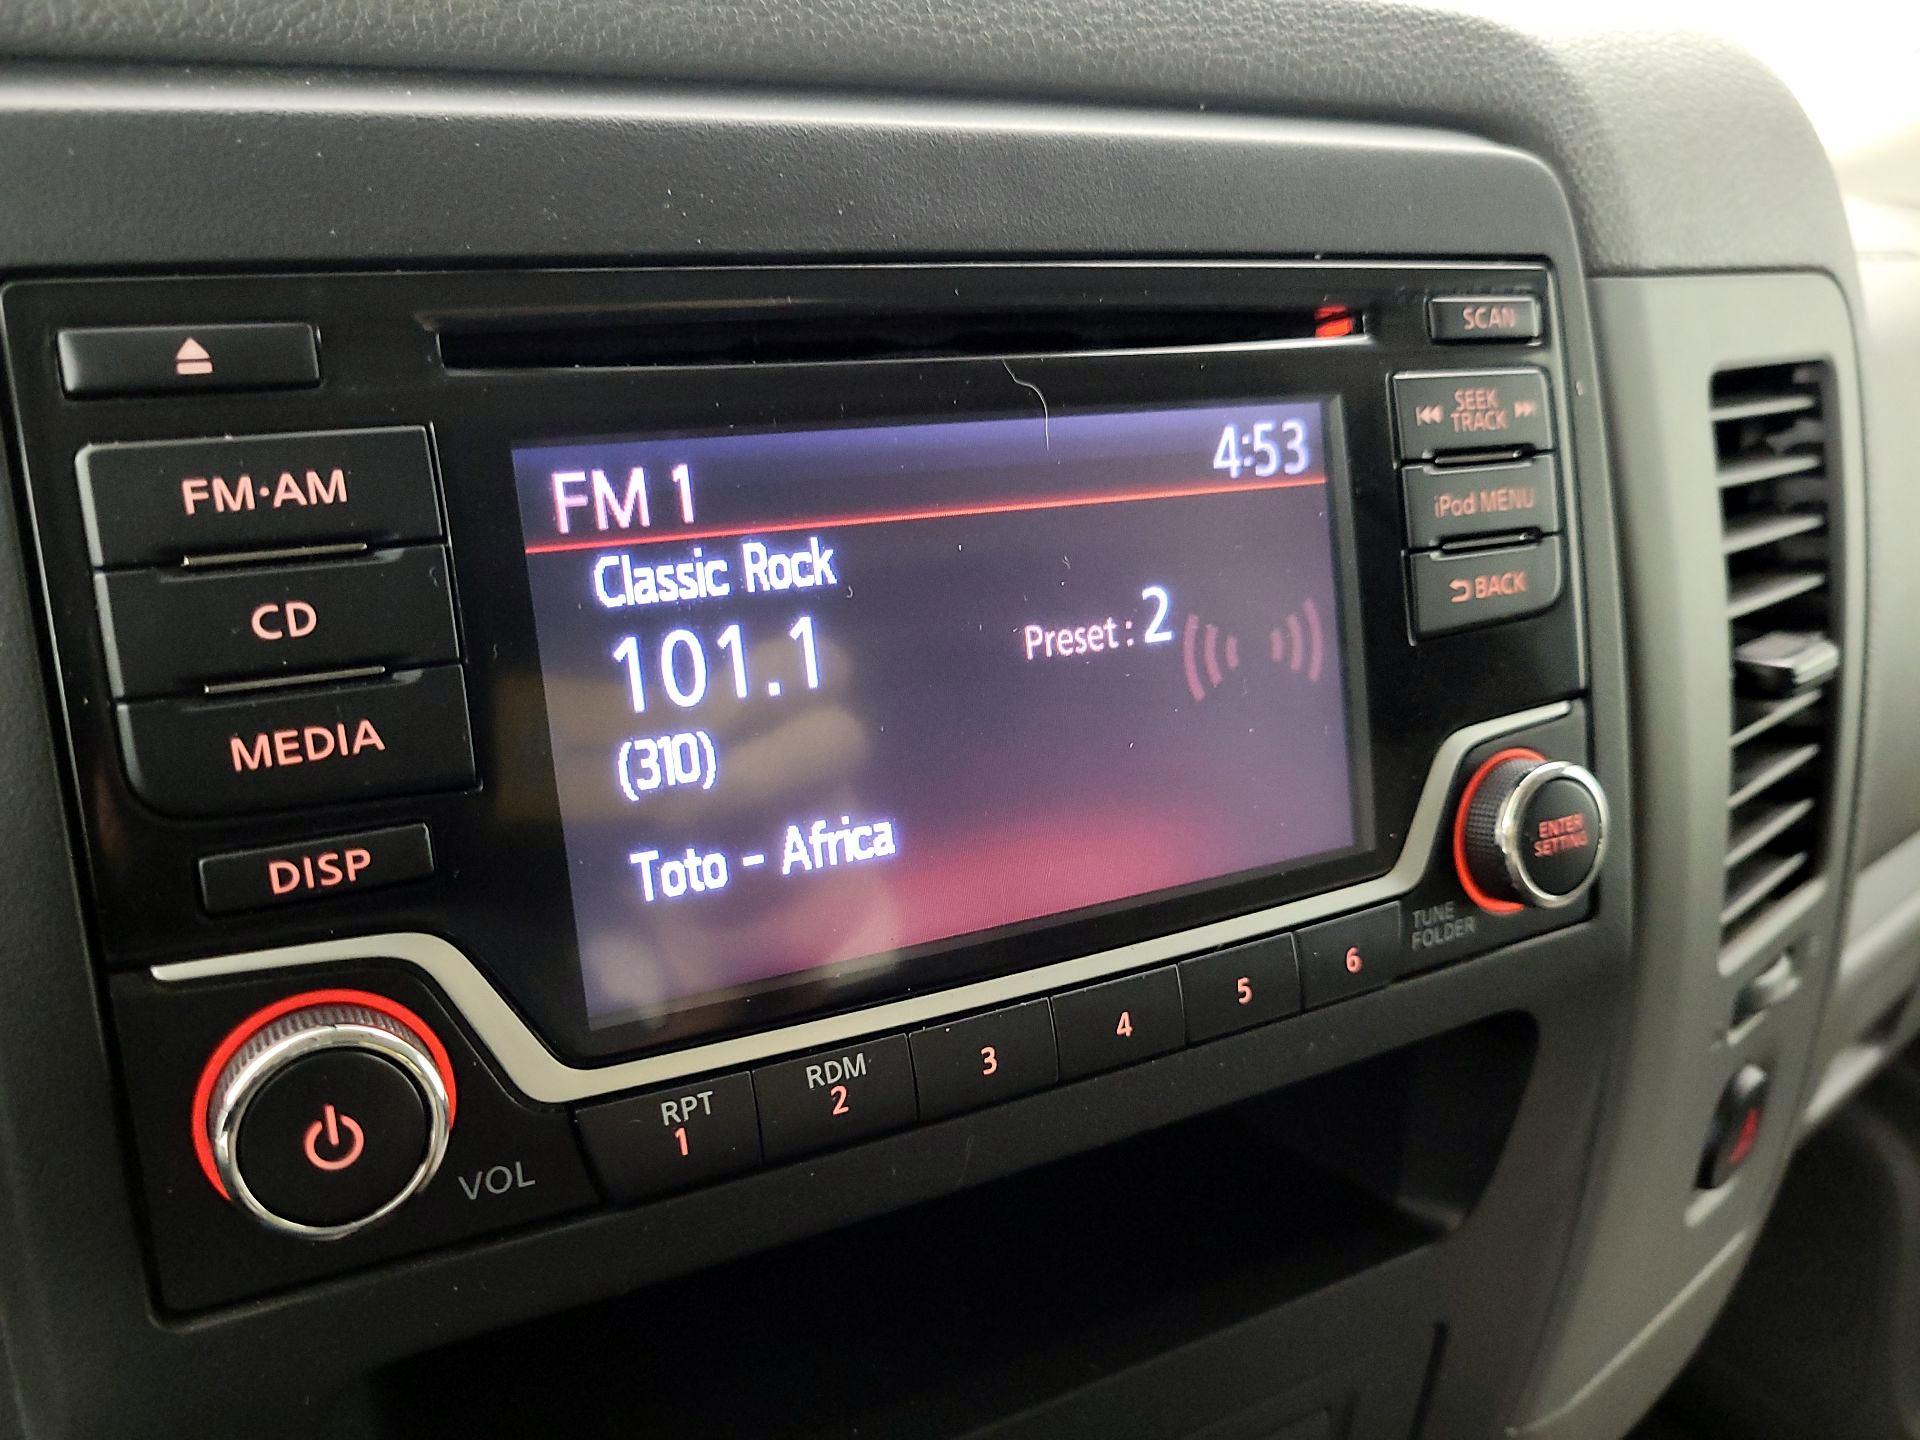 SCAN
SEEK
TRACK
FM·AM
FM 1
4:53
iPod MENU
Classic Rock
BACK
CD
101.1
Preset : 2
MEDIA
(310)
Toto - Africa
DISP
ENTER
SETTING
TUNE
FOLDER
VOL
RPT
1
RDM
2
3
4
5
6